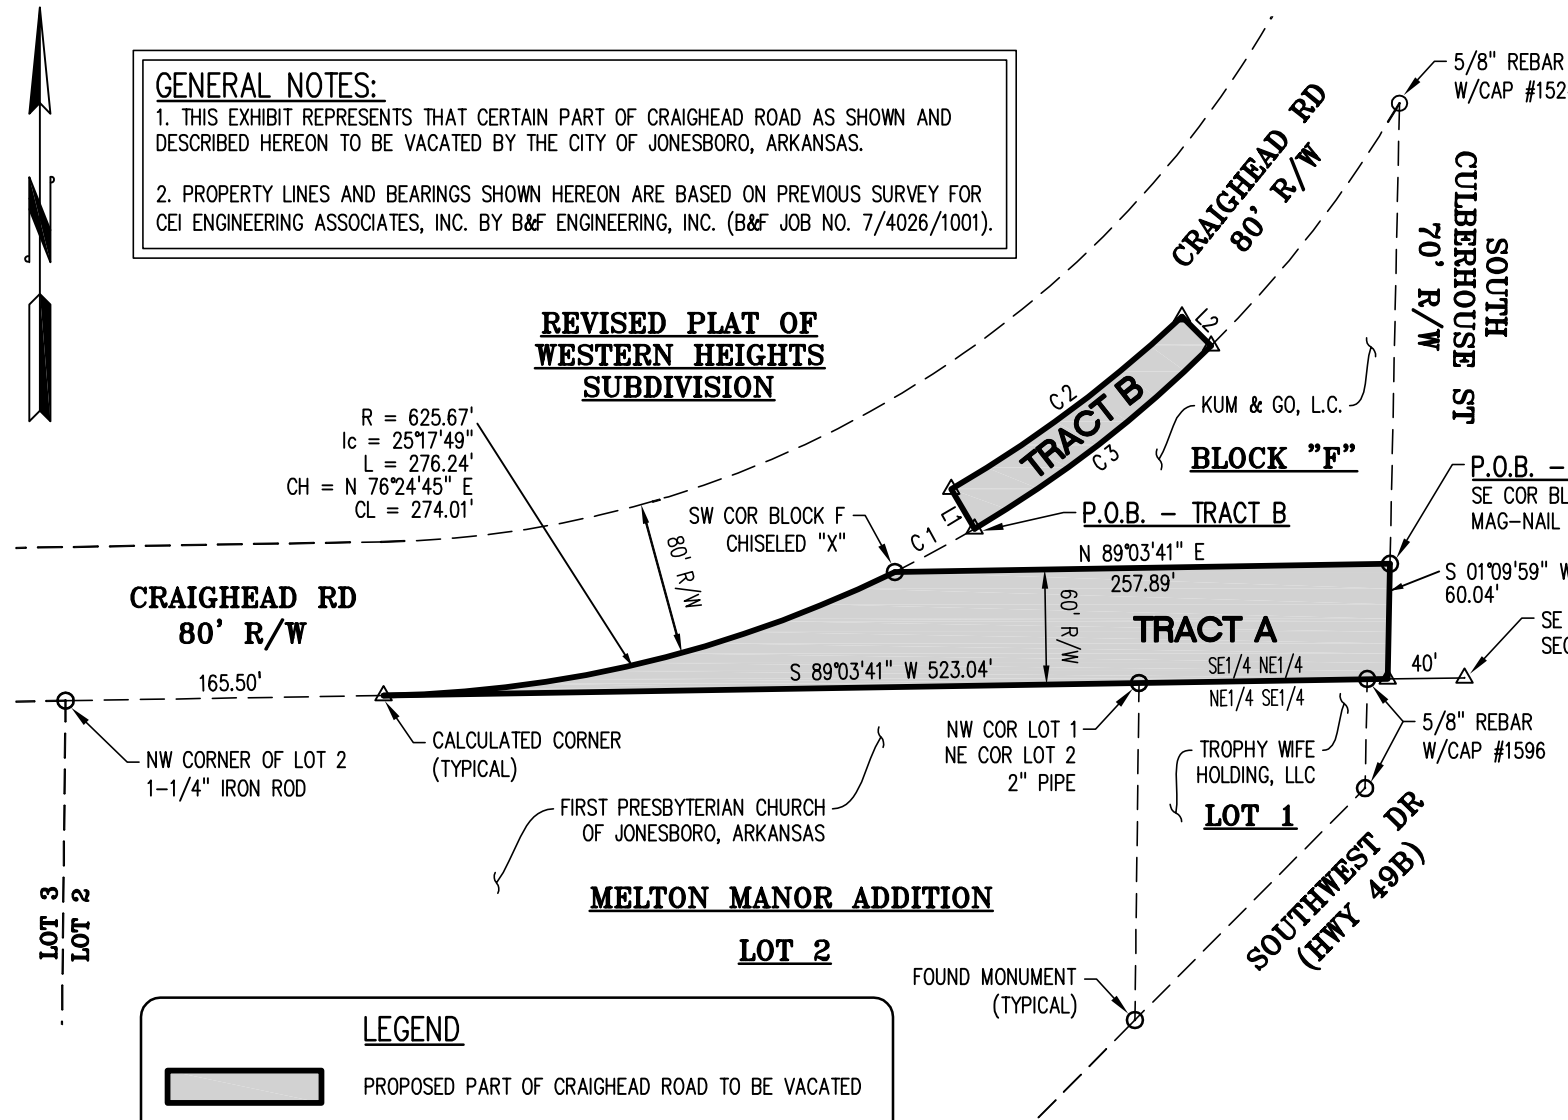 GENERAL NOTES:
1. THIS EXHIBIT REPRESENTS THAT CERTAIN PART OF CRAIGHEAD ROAD AS SHOWN AND
DESCRIBED HEREON TO BE VACATED BY THE CITY OF JONESBORO, ARKANSAS.
2. PROPERTY LINES AND BEARINGS SHOWN HEREON ARE BASED ON PREVIOUS SURVEY FOR
CEI ENGINEERING ASSOCIATES, INC. BY B&F ENGINEERING, INC. (B&F JOB NO. 7/4026/1001).
N
5/8" REBAR
W/CAP #152
CRAIGHEAD RD
80' R/W
SOUTH
CULBERHOUSE ST
70' R/W
REVISED PLAT OF
WESTERN HEIGHTS
SUBDIVISION
L2
C2
TRACT B
C3
KUM & GO, L.C.
BLOCK "F"
R = 625.67'
Ic = 25°17'49"
L = 276.24'
CH = N 76°24'45" E
CL = 274.01'
P.O.B. -
SE COR BL
MAG-NAIL
SW COR BLOCK F
CHISELED "X"
L1
C1
P.O.B. - TRACT B
80' R/W
N 89°03'41" E
257.89'
S 01°09'59" W
60.04'
CRAIGHEAD RD
80' R/W
60' R/W
TRACT A
SE
SEC
165.50'
S 89°03'41" W 523.04'
SE1/4 NE1/4
NE1/4 SE1/4
40'
NW CORNER OF LOT 2
1-1/4" IRON ROD
CALCULATED CORNER
(TYPICAL)
NW COR LOT 1
NE COR LOT 2
2" PIPE
TROPHY WIFE
HOLDING, LLC
LOT 1
5/8" REBAR
W/CAP #1596
FIRST PRESBYTERIAN CHURCH
OF JONESBORO, ARKANSAS
SOUTHWEST DR
(HWY 49B)
LOT 3
LOT 2
MELTON MANOR ADDITION
LOT 2
FOUND MONUMENT
(TYPICAL)
LEGEND
PROPOSED PART OF CRAIGHEAD ROAD TO BE VACATED